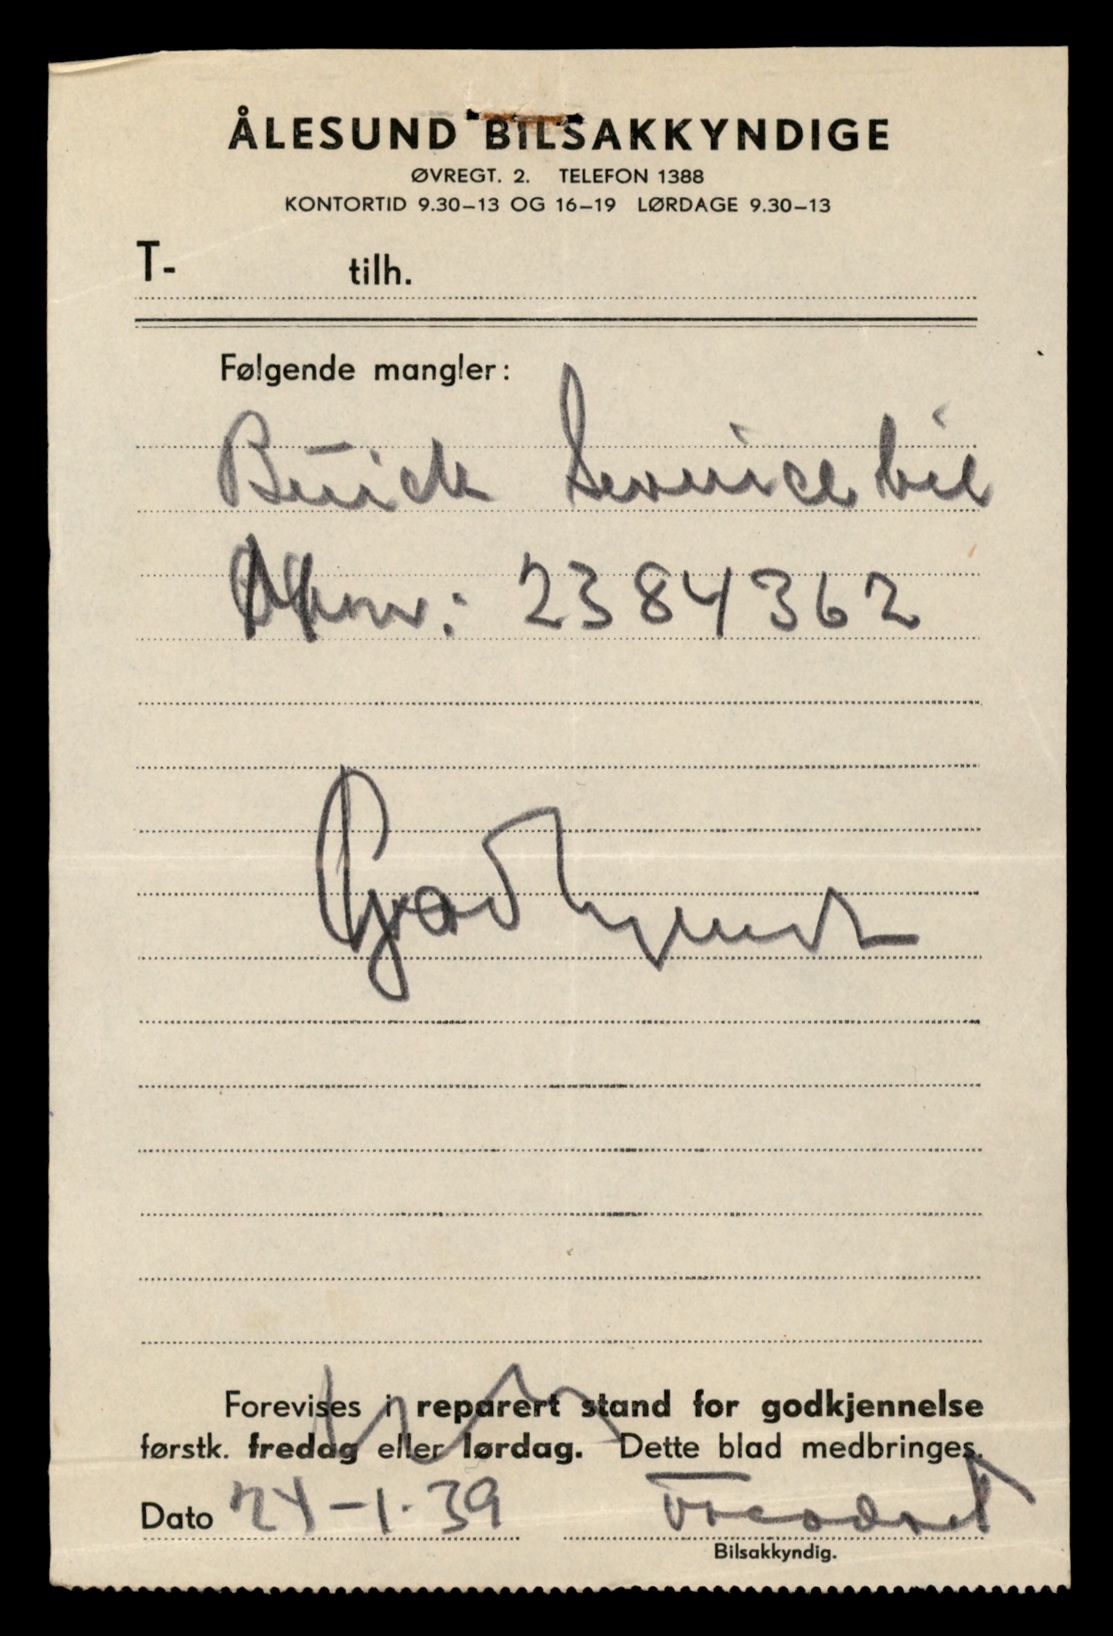 ÅLESUND BILSAKKYNDIGE
ØVREGT. 2. TELEFON 1388
KONTORTID 9.30–13 OG 16–19 LØRDAGE 9.30–13
T- tilh.
Følgende mangler:
Buick Servicebil
2384362
Godkjendt
Forevises i reparert stand for godkjennelse
førstk. fredag eller lørdag. Dette blad medbringes.
Dato 24-1.39
Bilsakkyndig.